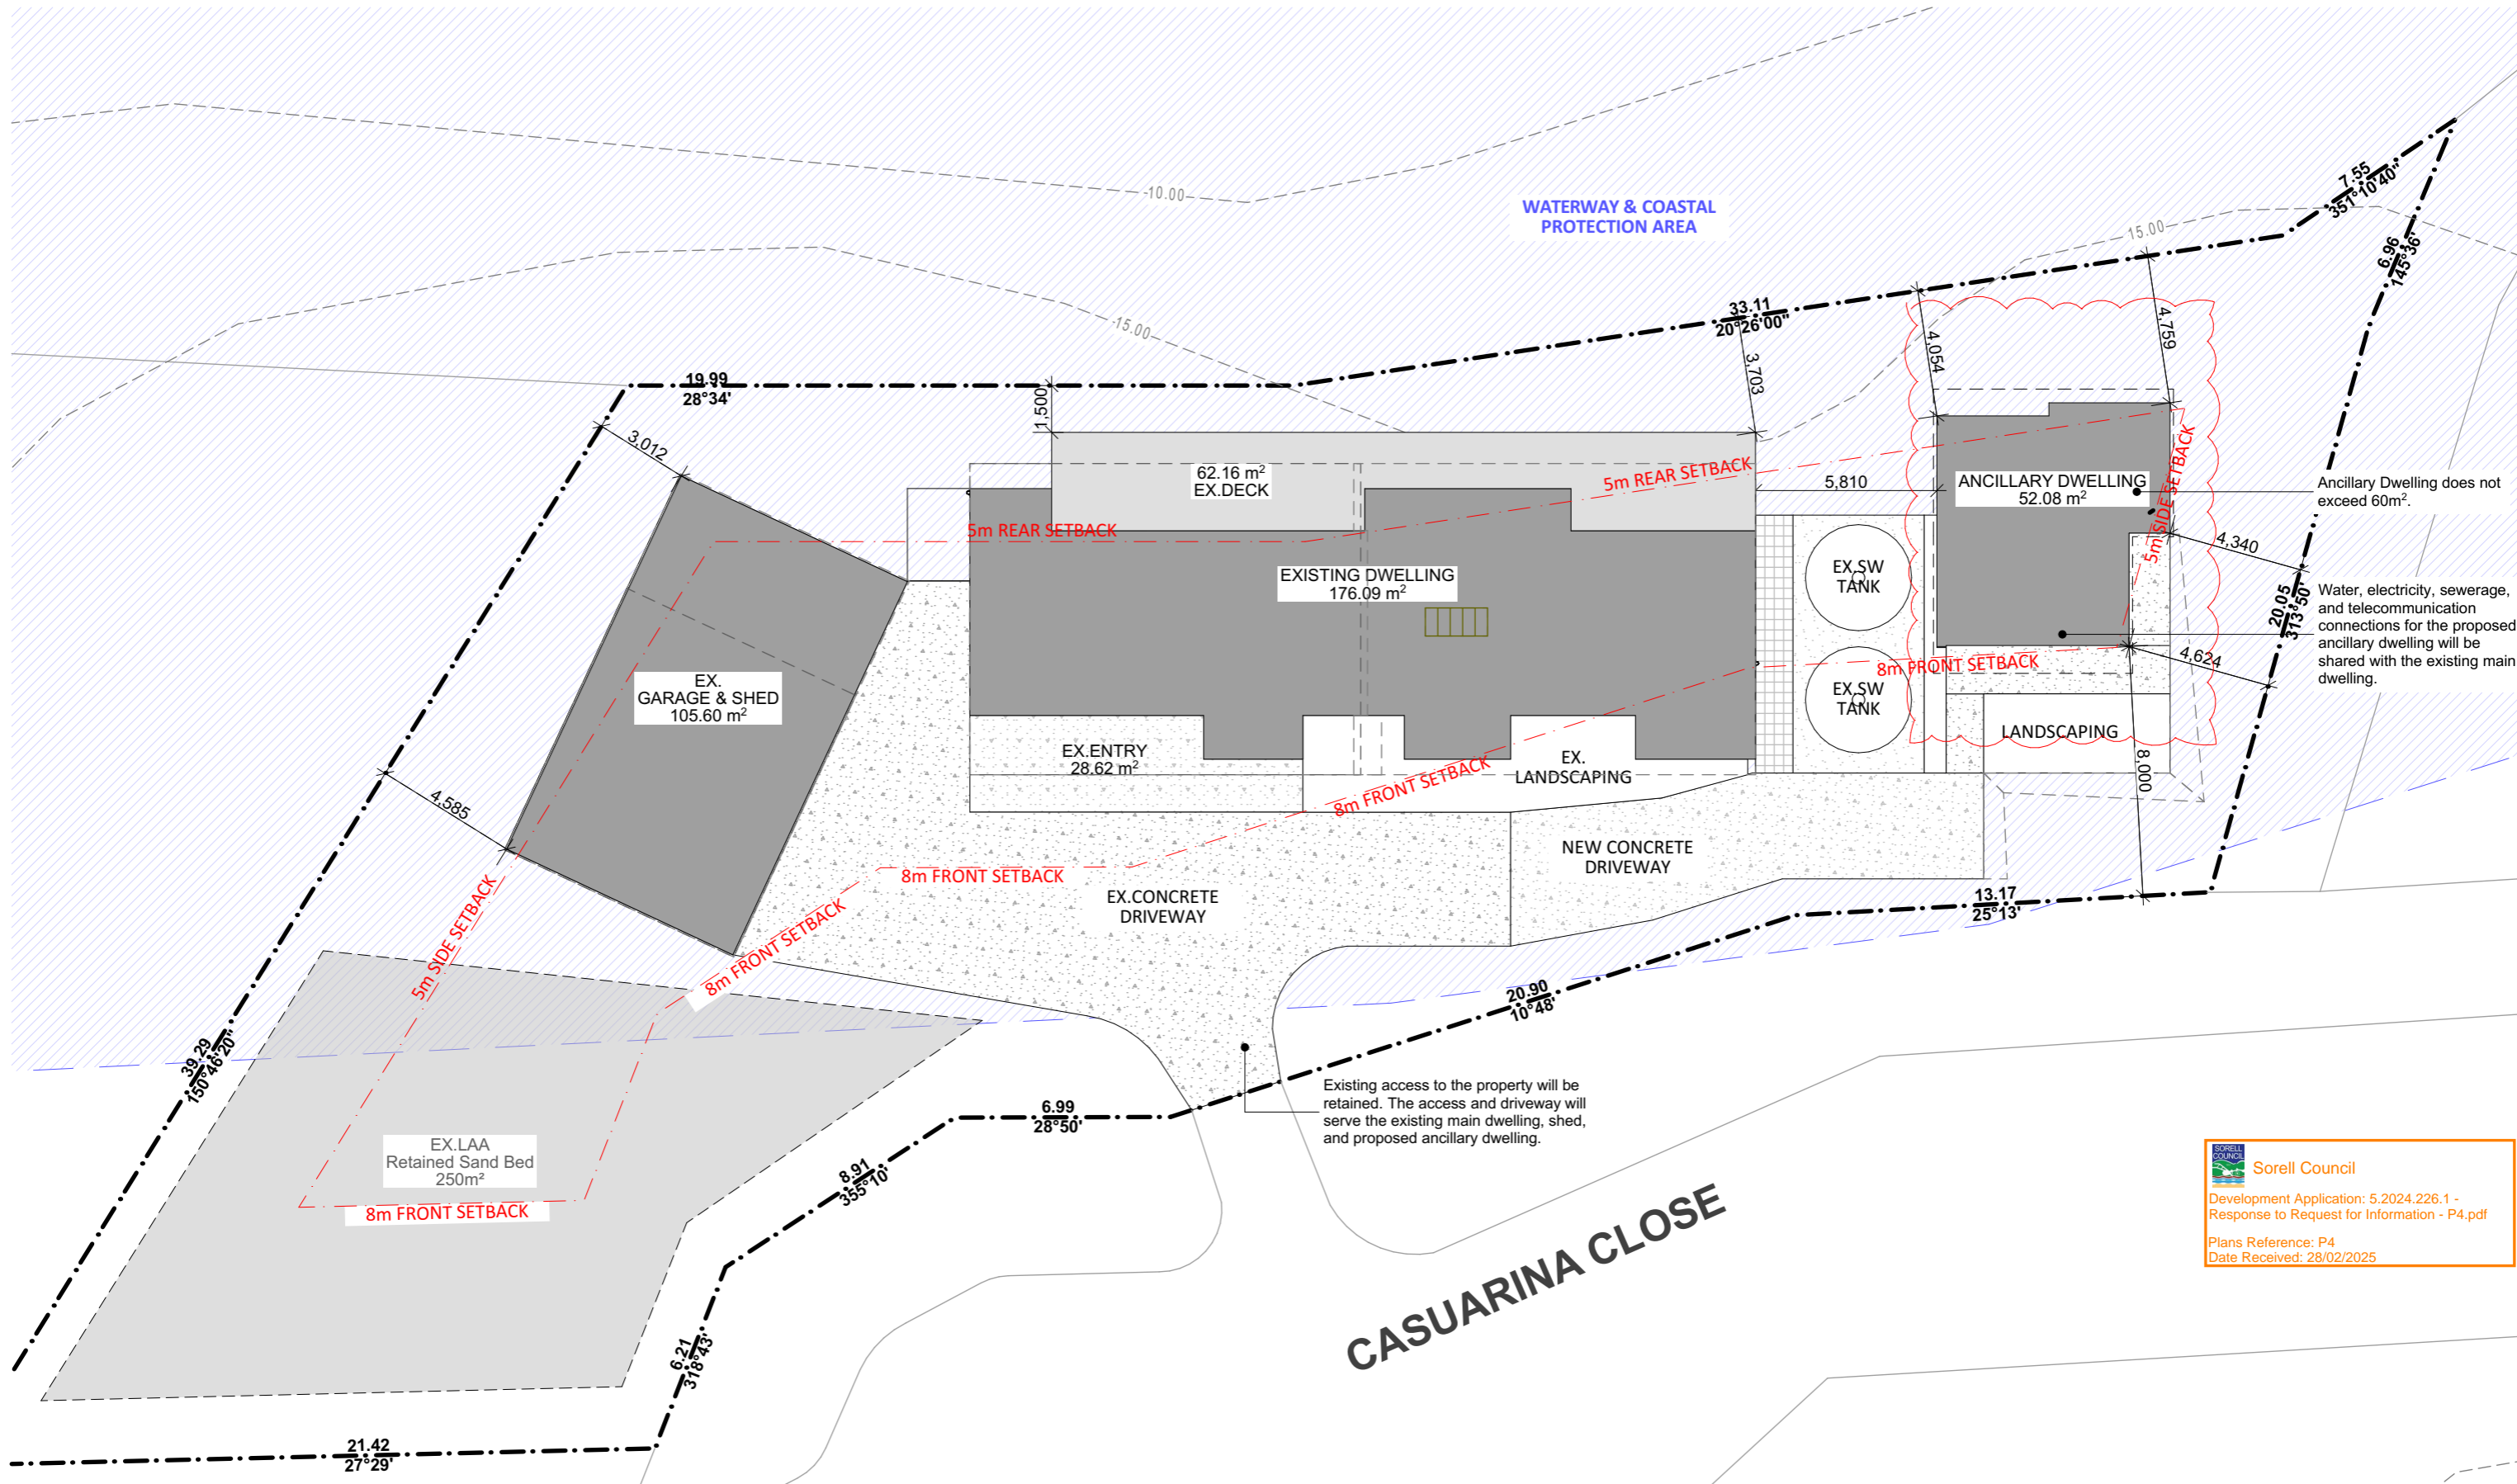 -10.00
WATERWAY & COASTAL
PROTECTION AREA
7.55
351°10'40"
15.00
6.96
145°36'
33.11
20°26'00"
-15.00
4,759
4,054
3,703
19.99
28°34'
1,500
3,012
62.16 m²
EX.DECK
5m REAR SETBACK
5,810
ANCILLARY DWELLING
52.08 m²
5m SIDE SETBACK
Ancillary Dwelling does not
exceed 60m².
5m REAR SETBACK
4,340
EX.SW
TANK
EXISTING DWELLING
176.09 m²
20.05
313°50'
Water, electricity, sewerage,
and telecommunication
connections for the proposed
ancillary dwelling will be
shared with the existing main
dwelling.
4,624
8m FRONT SETBACK
EX.
GARAGE & SHED
105.60 m²
EX.SW
TANK
LANDSCAPING
EX.ENTRY
28.62 m²
EX.
LANDSCAPING
8,000
8m FRONT SETBACK
4,585
NEW CONCRETE
DRIVEWAY
8m FRONT SETBACK
EX.CONCRETE
DRIVEWAY
13.17
25°13'
5m SIDE SETBACK
8m FRONT SETBACK
20.90
10°48'
39.29
150°46'20"
Existing access to the property will be
retained. The access and driveway will
serve the existing main dwelling, shed,
and proposed ancillary dwelling.
6.99
28°50'
EX.LAA
Retained Sand Bed
250m²
8.91
355°10'
8m FRONT SETBACK
SORELL
COUNCIL
Sorell Council
Development Application: 5.2024.226.1 -
Response to Request for Information - P4.pdf
Plans Reference: P4
Date Received: 28/02/2025
CASUARINA CLOSE
6.21
318°43'
21.42
27°29'